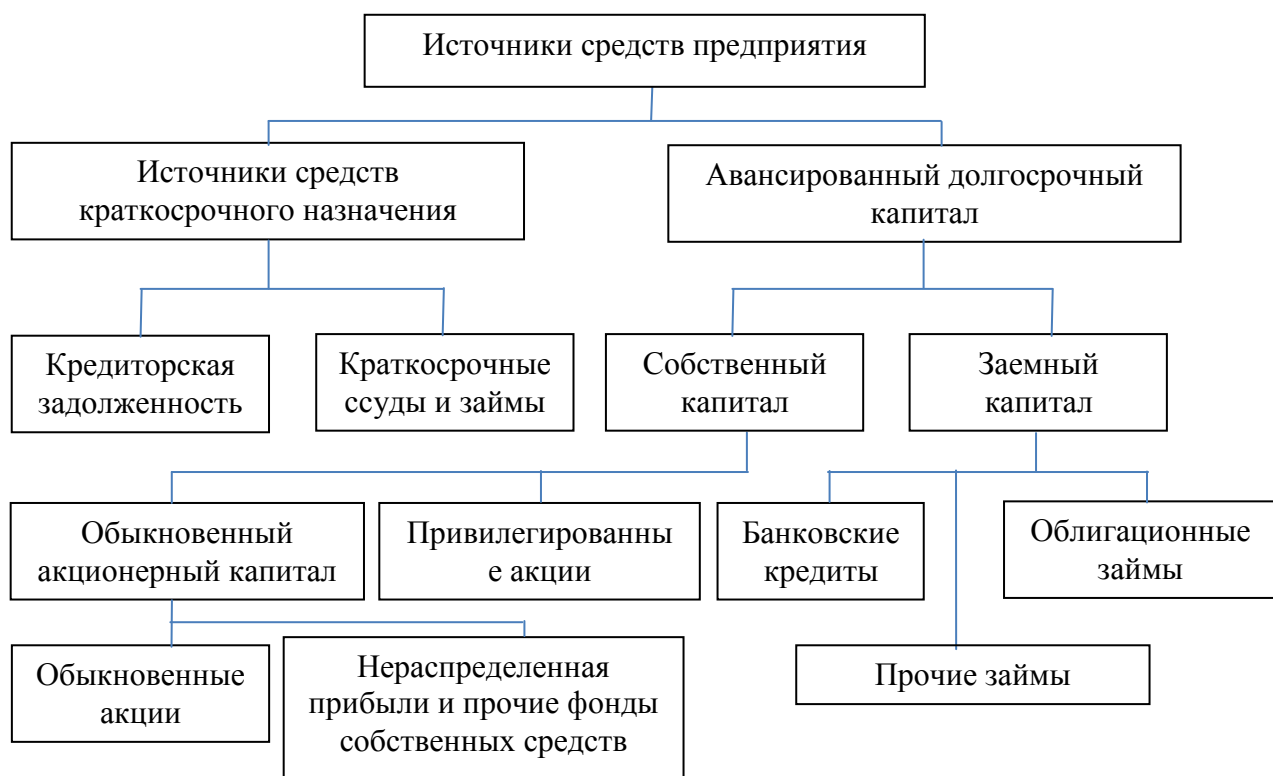 Источники средств предприятия
Источники средств
краткосрочного назначения
Авансированный долгосрочный
капитал
Кредиторская
задолженность
Краткосрочные
ссуды и займы
Собственный
капитал
Заемный
капитал
Обыкновенный
акционерный капитал
Привилегированны
е акции
Банковские
кредиты
Облигационные
займы
Обыкновенные
акции
Нераспределенная
прибыли и прочие фонды
собственных средств
Прочие займы